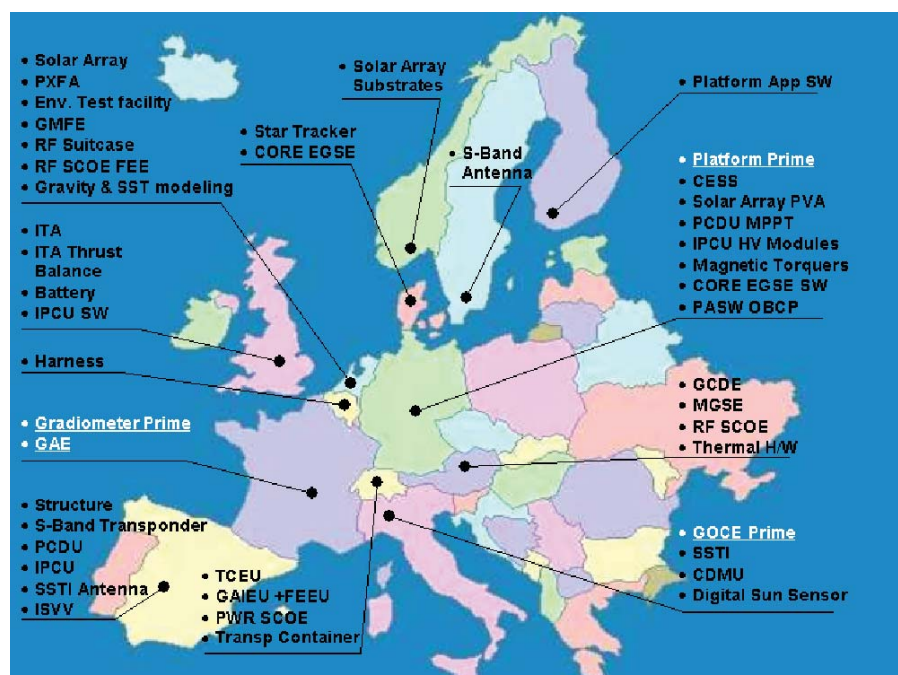 • Solar Array
• PXFA
• Env. Test facility
• GMFE
• RF Suitcase
• RF SCOE FEE
• Gravity & SST modeling
• Solar Array
Substrates
• Star Tracker
• CORE EGSE
• S-Band
Antenna
• Platform App SW
• Platform Prime
• CESS
• Solar Array PVA
• PCDU MPPT
• IPCU HV Modules
• Magnetic Torquers
• CORE EGSE SW
• PASW OBCP
• ITA
• ITA Thrust
Balance
• Battery
• IPCU SW
• Harness
• Gradiometer Prime
• GAE
• GCDE
• MGSE
• RF SCOE
• Thermal H/W
• Structure
• S-Band Transponder
• PCDU
• IPCU
• SSTI Antenna
• ISVV
• TCEU
• GAIEU +FEEU
• PWR SCOE
• Transp Container
• GOCE Prime
• SSTI
• CDMU
• Digital Sun Sensor